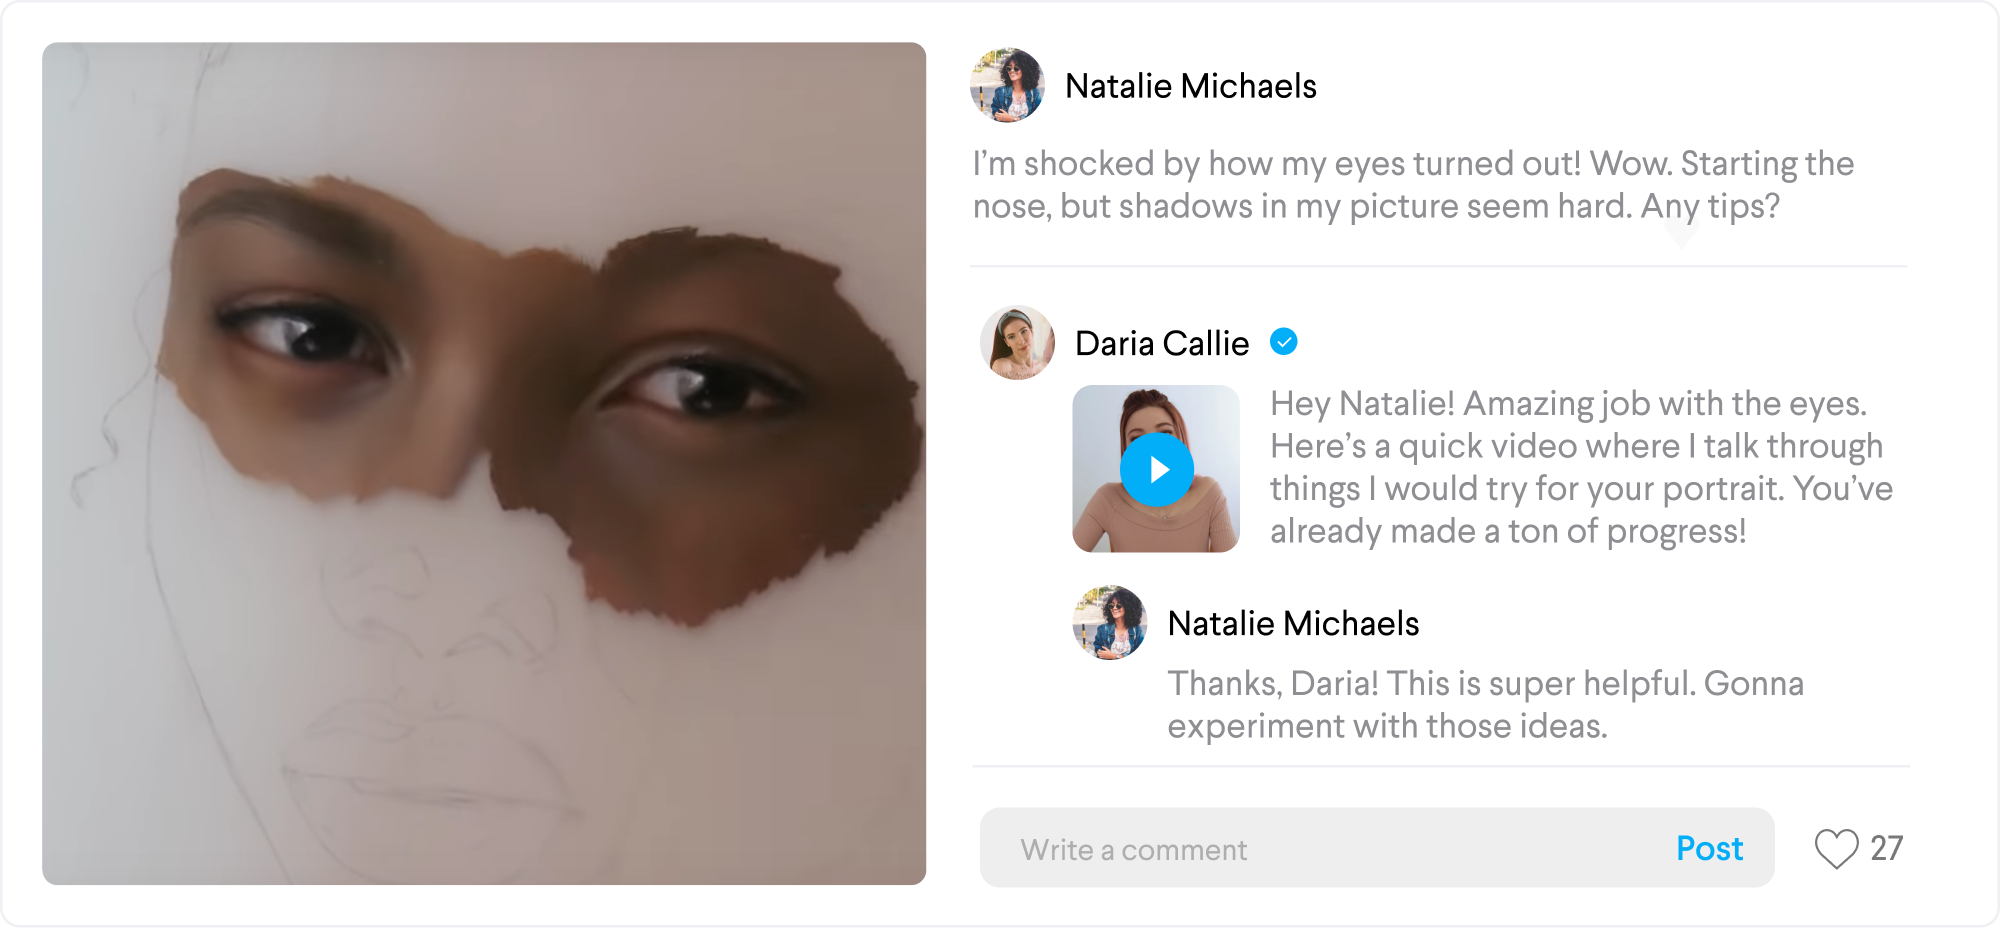 Natalie Michaels
I’m shocked by how my eyes turned out! Wow. Starting the
nose, but shadows in my picture seem hard. Any tips?
Daria Callie
Hey Natalie! Amazing job with the eyes.
Here’s a quick video where I talk through
things I would try for your portrait. You’ve
already made a ton of progress!
Natalie Michaels
Thanks, Daria! This is super helpful. Gonna
experiment with those ideas.
Write a comment
Post
27